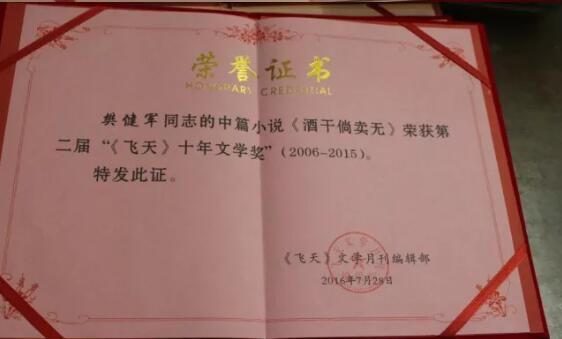 荣誉证书
HONORARY CREDENTIAL
樊健军同志的中篇小说《酒干倘卖无》荣获第
二届“《飞天》十年文学奖”(2006-2015)。
特发此证。
《飞天》文学月刊编辑部
2016年7月28日